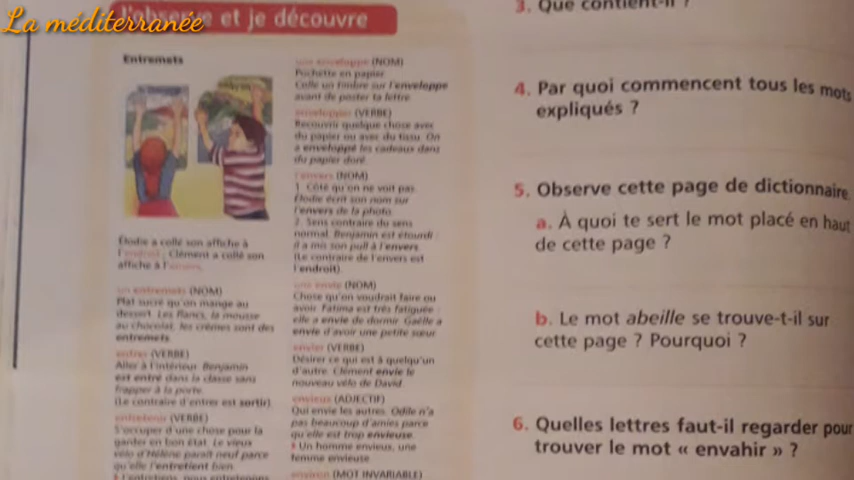 La méditerranée
j'observe et je découvre
Entremets
Élodie a collé son affiche à
l'endroit ; Clément a collé son
affiche à l'envers.
un entremets (NOM)
Plat sucré qu'on mange au
dessert. Les flancs, la mousse
au chocolat, les crèmes sont des
entremets.
entrer (VERBE)
Aller à l'intérieur. Benjamin
est entré dans la classe sans
frapper à la porte.
(Le contraire d'entrer est sortir).
entretenir (VERBE)
S'occuper d'une chose pour la
garder en bon état. Le vieux
vélo d'Hélène paraît neuf parce
qu'elle l'entretient bien.
une enveloppe (NOM)
Pochette en papier.
Colle un timbre sur l'enveloppe
avant de poster ta lettre.
envelopper (VERBE)
Recouvrir quelque chose avec
du papier ou avec du tissu. On
a enveloppé les cadeaux dans
du papier doré.
l'envers (NOM)
1. Côté qu'on ne voit pas.
Élodie écrit son nom sur
l'envers de la photo.
2. Sens contraire du sens
normal. Benjamin est étourdi :
il a mis son pull à l'envers.
(Le contraire de l'envers est
l'endroit).
une envie (NOM)
Chose qu'on voudrait faire ou
avoir. Fatima est très fatiguée :
elle a envie de dormir. Gaëlle a
envie d'avoir une petite sœur.
envier (VERBE)
Désirer ce qui est à quelqu'un
d'autre. Clément envie le
nouveau vélo de David.
envieux (ADJECTIF)
Qui envie les autres. Odile n'a
pas beaucoup d'amies parce
qu'elle est trop envieuse.
Un homme envieux, une
femme envieuse.
environ (MOT INVARIABLE)
3. Que contient-il ?
4. Par quoi commencent tous les mots
expliqués ?
5. Observe cette page de dictionnaire.
a. À quoi te sert le mot placé en haut
de cette page ?
b. Le mot abeille se trouve-t-il sur
cette page ? Pourquoi ?
6. Quelles lettres faut-il regarder pour
trouver le mot « envahir » ?